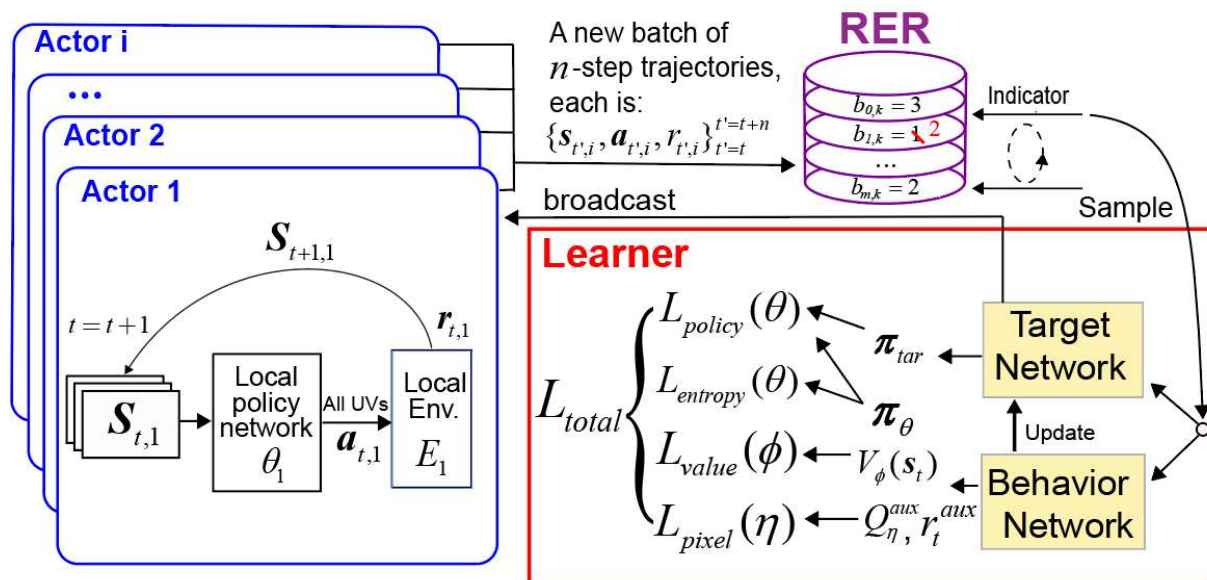 Actor i
...
Actor 2
Actor 1
S_{t+1,1}
t = t+1
r_{t,1}
S_{t,1}
Local
policy
network
θ_1
All UVs
a_{t,1}
Local
Env.
E_1
A new batch of
n-step trajectories,
each is:
{s_{t',i}, a_{t',i}, r_{t',i}}_{t'=t}^{t'=t+n}
RER
b_{0,k} = 3
b_{1,k} = 1 2
...
b_{m,k} = 2
Indicator
Sample
broadcast
Learner
L_{total}
L_{policy}(θ)
L_{entropy}(θ)
L_{value}(ϕ)
L_{pixel}(η)
π_{tar}
π_θ
V_ϕ(s_t)
Q_η^{aux}, r_t^{aux}
Target
Network
Update
Behavior
Network